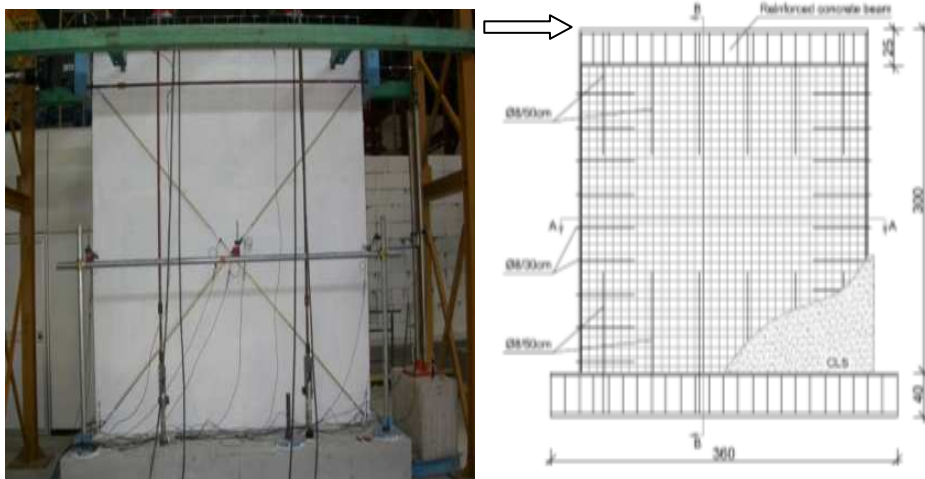 B
Reinforced concrete beam
25
Ø8/50cm
300
A
A
Ø8/30cm
Ø8/50cm
CLS
40
B
360